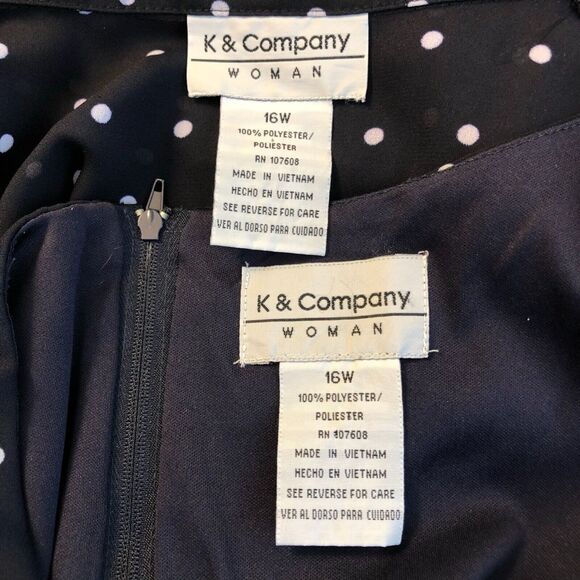 K & Company
WOMAN
16W
100% POLYESTER/
POLIESTER
RN 107608
MADE IN VIETNAM
HECHO EN VIETNAM
SEE REVERSE FOR CARE
VER AL DORSO PARA CUIDADO
K & Company
WOMAN
16W
100% POLYESTER/
POLIESTER
RN 107608
MADE IN VIETNAM
HECHO EN VIETNAM
SEE REVERSE FOR CARE
VER AL DORSO PARA CUIDADO